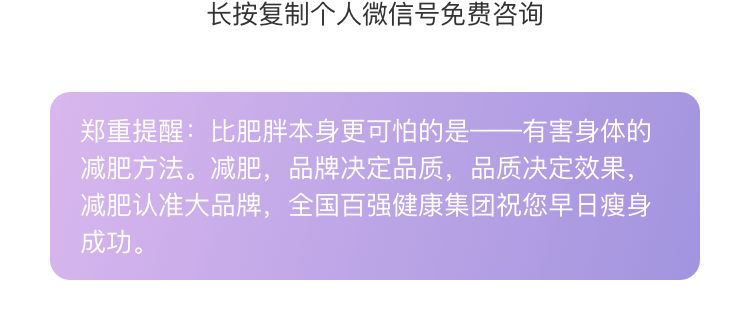 长按复制个人微信号免费咨询
郑重提醒：比肥胖本身更可怕的是——有害身体的
减肥方法。减肥，品牌决定品质，品质决定效果，
减肥认准大品牌，全国百强健康集团祝您早日瘦身
成功。